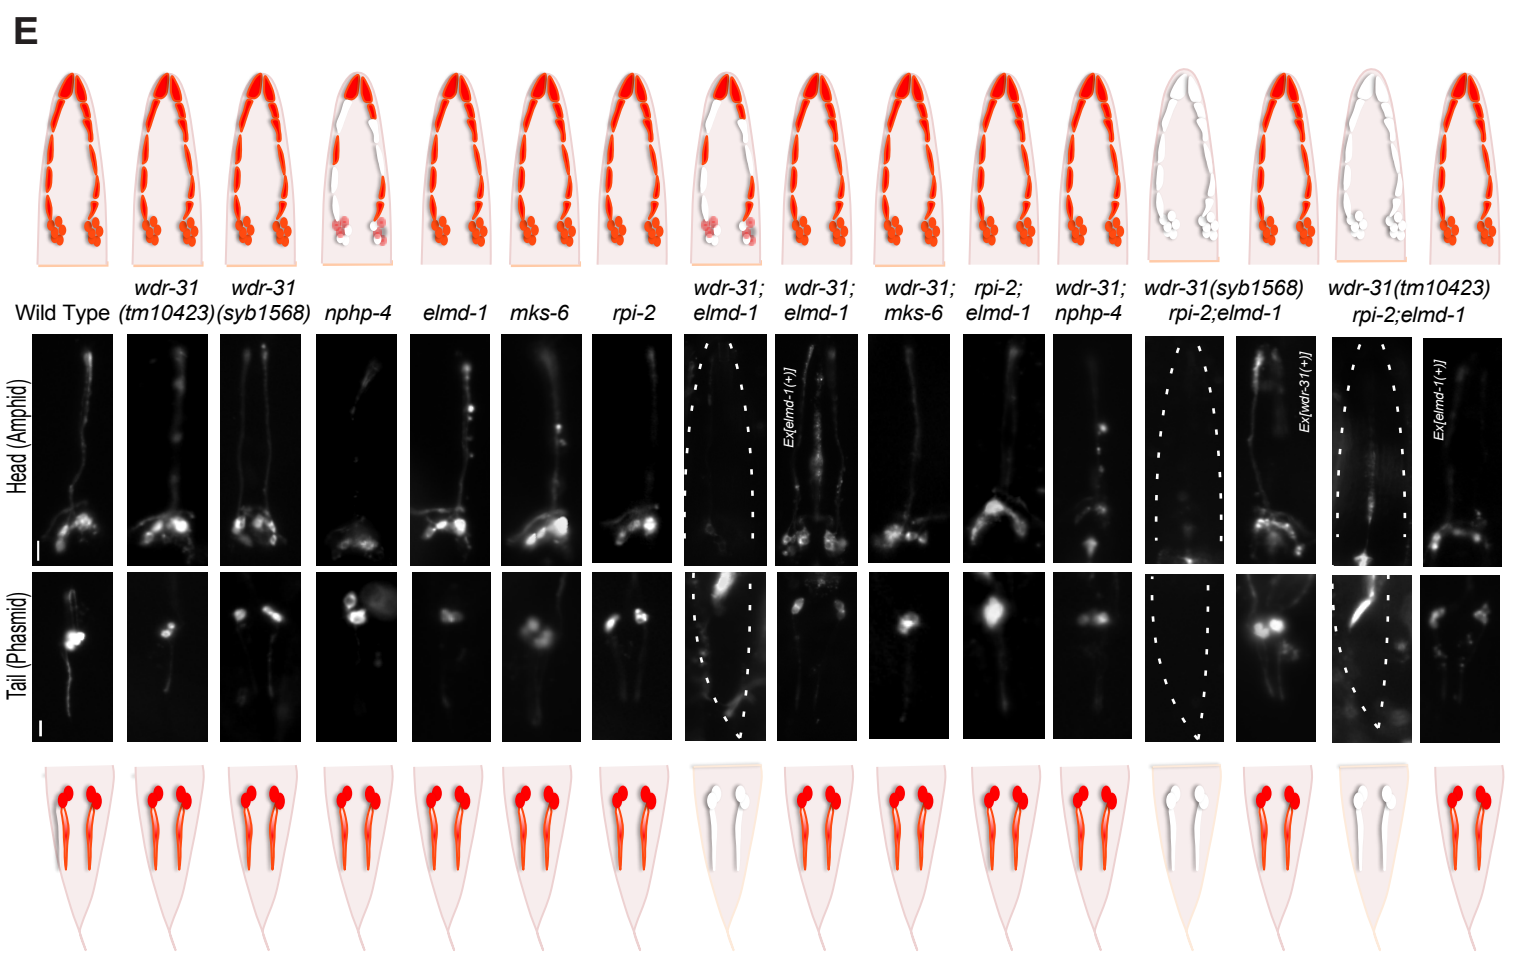 E
Wild Type
wdr-31
(tm10423)
wdr-31
(syb1568)
nphp-4
elmd-1
mks-6
rpi-2
wdr-31;
elmd-1
wdr-31;
elmd-1
wdr-31;
mks-6
rpi-2;
elmd-1
wdr-31;
nphp-4
wdr-31(syb1568)
rpi-2;elmd-1
wdr-31(tm10423)
rpi-2;elmd-1
Head (Amphid)
Ex[elmd-1(+)]
Ex[wdr-31(+)]
Ex[elmd-1(+)]
Tail (Phasmid)